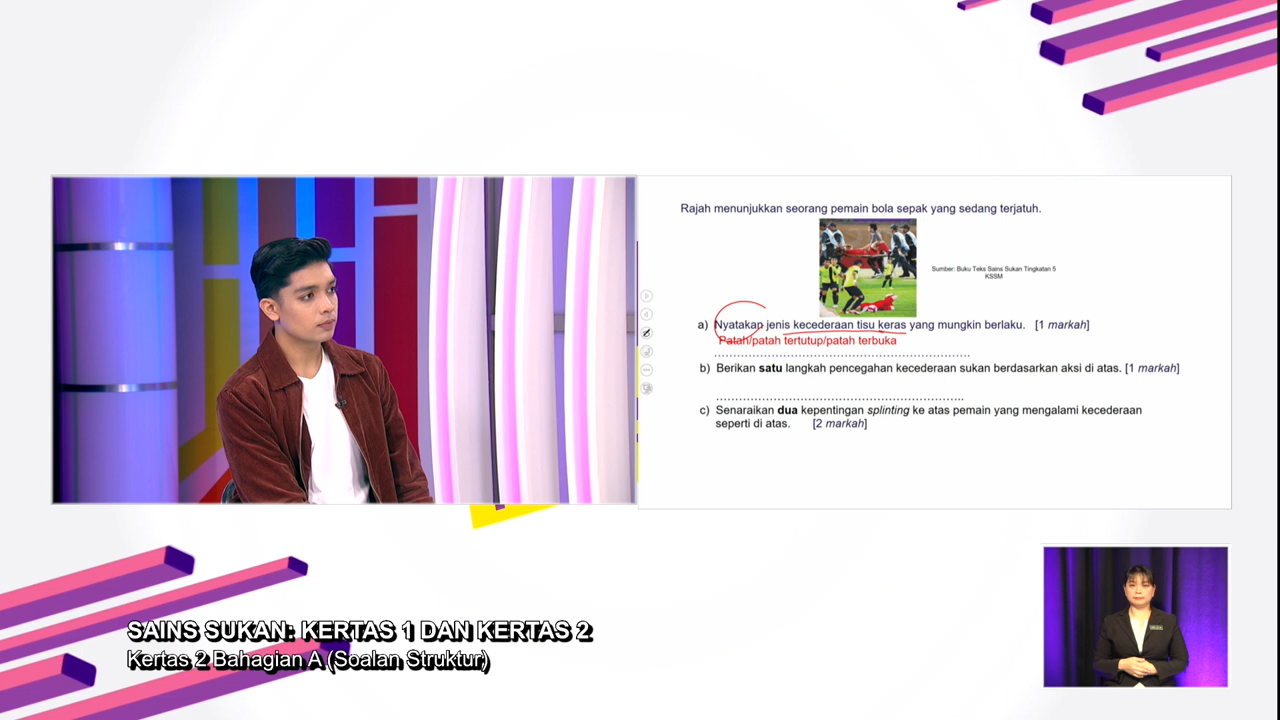 Rajah menunjukkan seorang pemain bola sepak yang sedang terjatuh.
Sumber: Buku Teks Sains Sukan Tingkatan 5
KSSM
a) Nyatakan jenis kecederaan tisu keras yang mungkin berlaku. [1 markah]
Patah/patah tertutup/patah terbuka
b) Berikan satu langkah pencegahan kecederaan sukan berdasarkan aksi di atas. [1 markah]
c) Senaraikan dua kepentingan splinting ke atas pemain yang mengalami kecederaan
seperti di atas. [2 markah]
SAINS SUKAN: KERTAS 1 DAN KERTAS 2
Kertas 2 Bahagian A (Soalan Struktur)